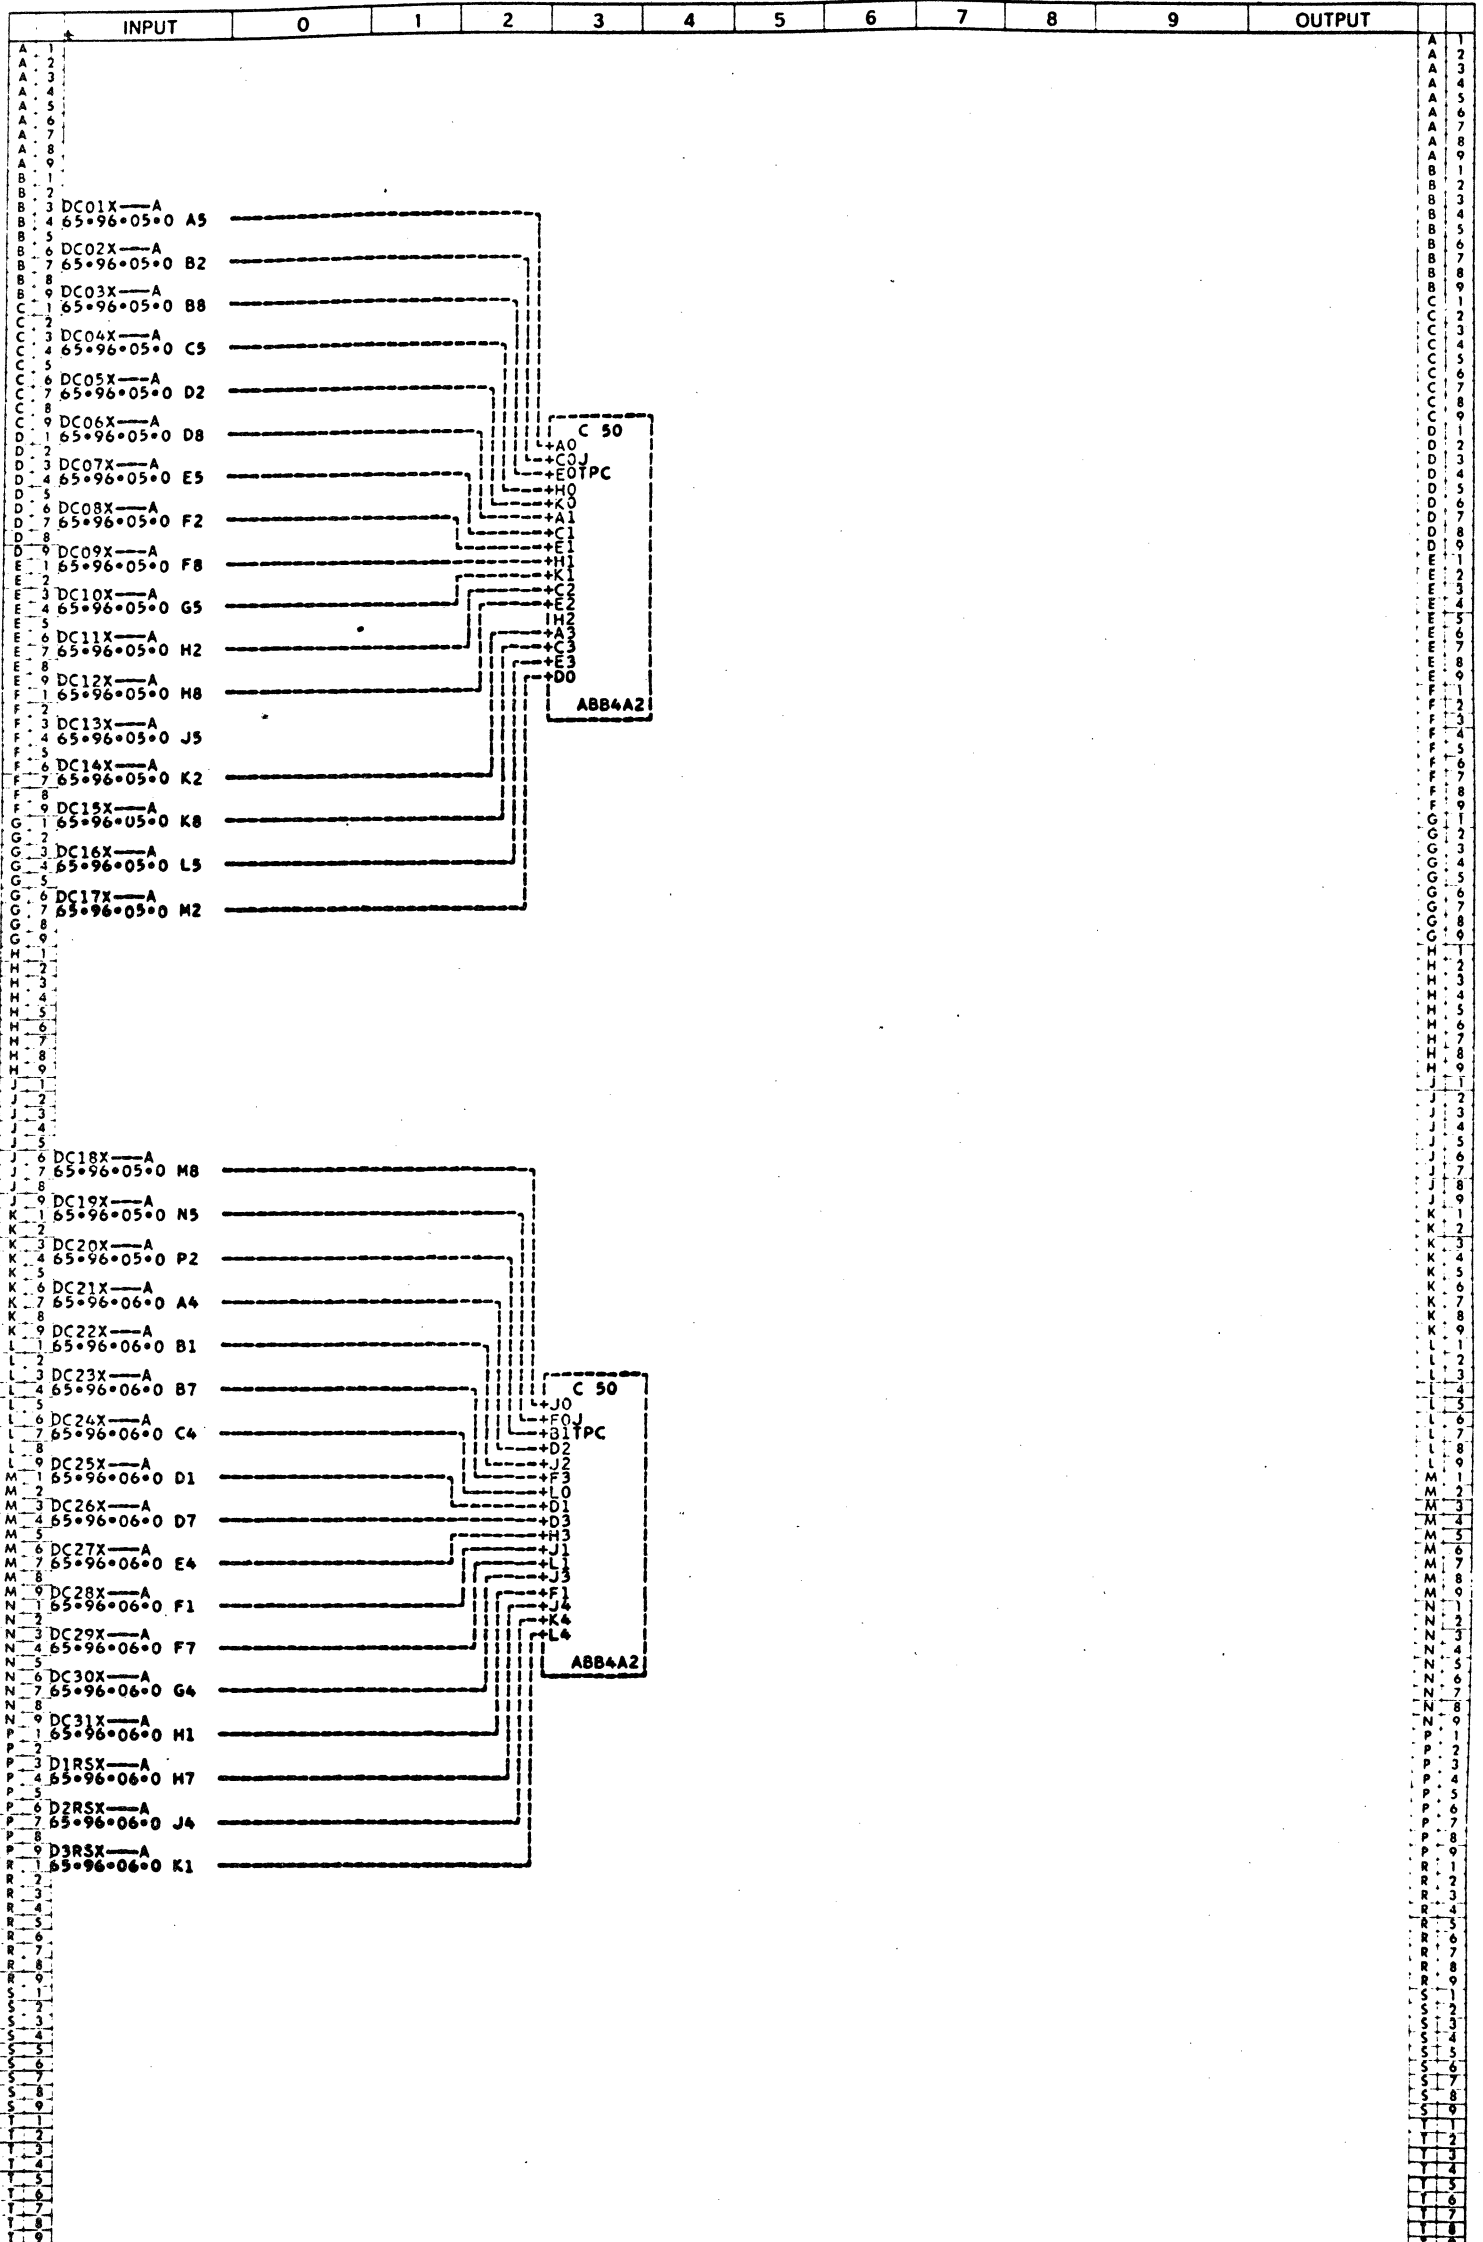 INPUT 0 1 2 3 4 5 6 7 8 9 OUTPUT
DC01X—A
65•96•05•0 A5
DC02X—A
65•96•05•0 B2
DC03X—A
65•96•05•0 B8
DC04X—A
65•96•05•0 C5
DC05X—A
65•96•05•0 D2
DC06X—A
65•96•05•0 D8
DC07X—A
65•96•05•0 E5
DC08X—A
65•96•05•0 F2
DC09X—A
65•96•05•0 F8
DC10X—A
65•96•05•0 G5
DC11X—A
65•96•05•0 H2
DC12X—A
65•96•05•0 H8
DC13X—A
65•96•05•0 J5
DC14X—A
65•96•05•0 K2
DC15X—A
65•96•05•0 K8
DC16X—A
65•96•05•0 L5
DC17X—A
65•96•05•0 M2
C 50
+A0
+C0J
+E0TPC
+H0
+K0
+A1
+C1
+E1
+H1
+K1
+C2
+E2
H2
+A3
+C3
+E3
+D0
ABB4A2
DC18X—A
65•96•05•0 M8
DC19X—A
65•96•05•0 N5
DC20X—A
65•96•05•0 P2
DC21X—A
65•96•06•0 A4
DC22X—A
65•96•06•0 B1
DC23X—A
65•96•06•0 B7
DC24X—A
65•96•06•0 C4
DC25X—A
65•96•06•0 D1
DC26X—A
65•96•06•0 D7
DC27X—A
65•96•06•0 E4
DC28X—A
65•96•06•0 F1
DC29X—A
65•96•06•0 F7
DC30X—A
65•96•06•0 G4
DC31X—A
65•96•06•0 H1
D1RSX—A
65•96•06•0 H7
D2RSX—A
65•96•06•0 J4
D3RSX—A
65•96•06•0 K1
C 50
+J0
+F0J
+B1TPC
+D2
+J2
+F3
+L0
+D1
+D3
+H3
+J1
+L1
+J3
+F1
+J4
+K4
+L4
ABB4A2